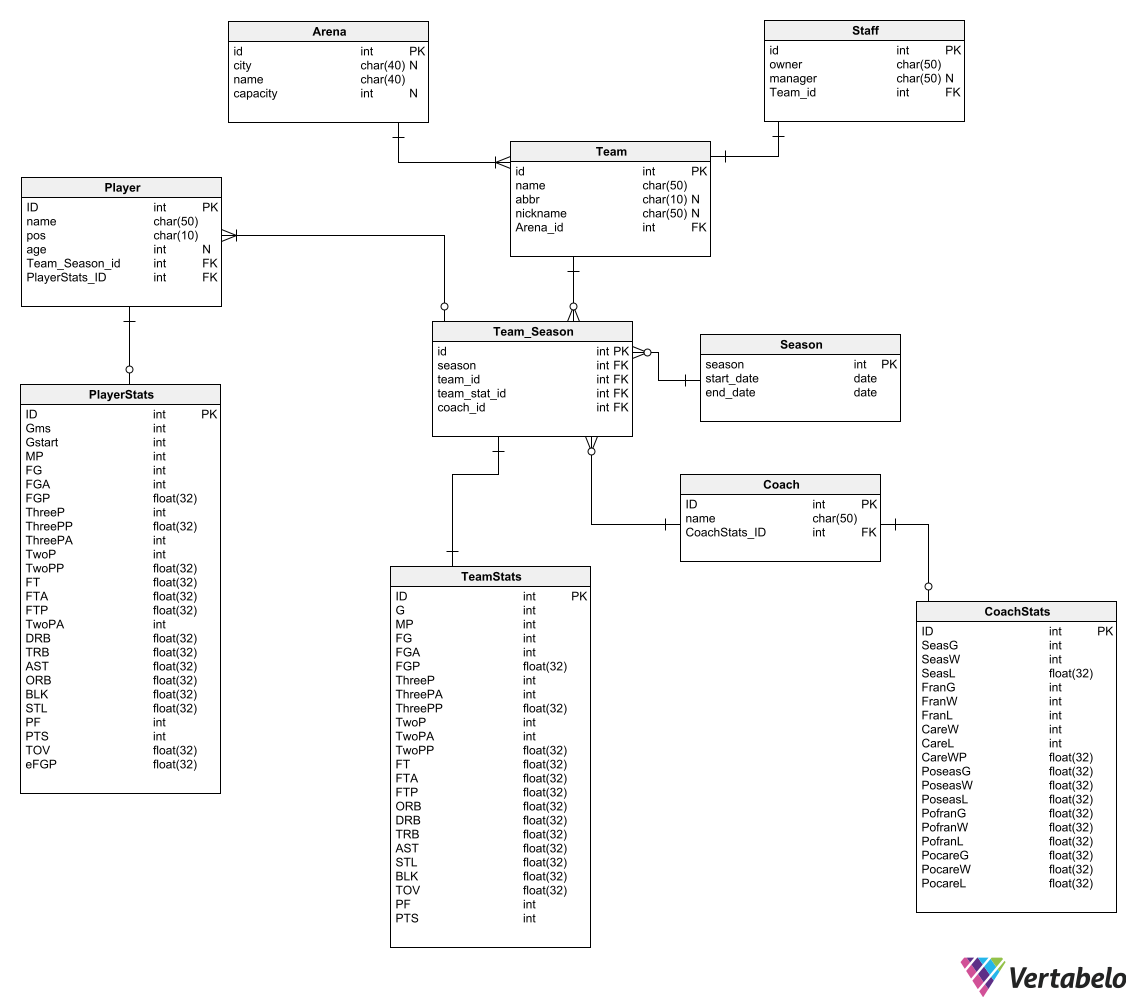 Arena
id int PK
city char(40) N
name char(40)
capacity int N
Staff
id int PK
owner char(50)
manager char(50) N
Team_id int FK
Team
id int PK
name char(50)
abbr char(10) N
nickname char(50) N
Arena_id int FK
Player
ID int PK
name char(50)
pos char(10)
age int N
Team_Season_id int FK
PlayerStats_ID int FK
Team_Season
id int PK
season int FK
team_id int FK
team_stat_id int FK
coach_id int FK
Season
season int PK
start_date date
end_date date
PlayerStats
ID int PK
Gms int
Gstart int
MP int
FG int
FGA int
FGP float(32)
ThreeP int
ThreePP float(32)
ThreePA int
TwoP int
TwoPP float(32)
FT float(32)
FTA float(32)
FTP float(32)
TwoPA int
DRB float(32)
TRB float(32)
AST float(32)
ORB float(32)
BLK float(32)
STL float(32)
PF int
PTS int
TOV float(32)
eFGP float(32)
Coach
ID int PK
name char(50)
CoachStats_ID int FK
TeamStats
ID int PK
G int
MP int
FG int
FGA int
FGP float(32)
ThreeP int
ThreePA int
ThreePP float(32)
TwoP int
TwoPA int
TwoPP float(32)
FT float(32)
FTA float(32)
FTP float(32)
ORB float(32)
DRB float(32)
TRB float(32)
AST float(32)
STL float(32)
BLK float(32)
TOV float(32)
PF int
PTS int
CoachStats
ID int PK
SeasG int
SeasW int
SeasL float(32)
FranG int
FranW int
FranL int
CareW int
CareL int
CareWP float(32)
PoseasG float(32)
PoseasW float(32)
PoseasL float(32)
PofranG float(32)
PofranW float(32)
PofranL float(32)
PocareG float(32)
PocareW float(32)
PocareL float(32)
Vertabelo